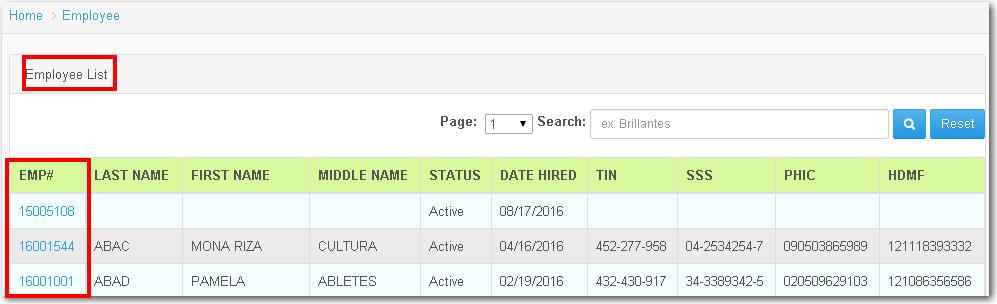 Home > Employee
Employee List
Page: 1 Search: ex. Brillantes Reset
EMP# LAST NAME FIRST NAME MIDDLE NAME STATUS DATE HIRED TIN SSS PHIC HDMF
15005108 Active 08/17/2016
16001544 ABAC MONA RIZA CULTURA Active 04/16/2016 452-277-958 04-2534254-7 090503865989 121118393332
16001001 ABAD PAMELA ABLETES Active 02/19/2016 432-430-917 34-3389342-5 020509629103 121086356586